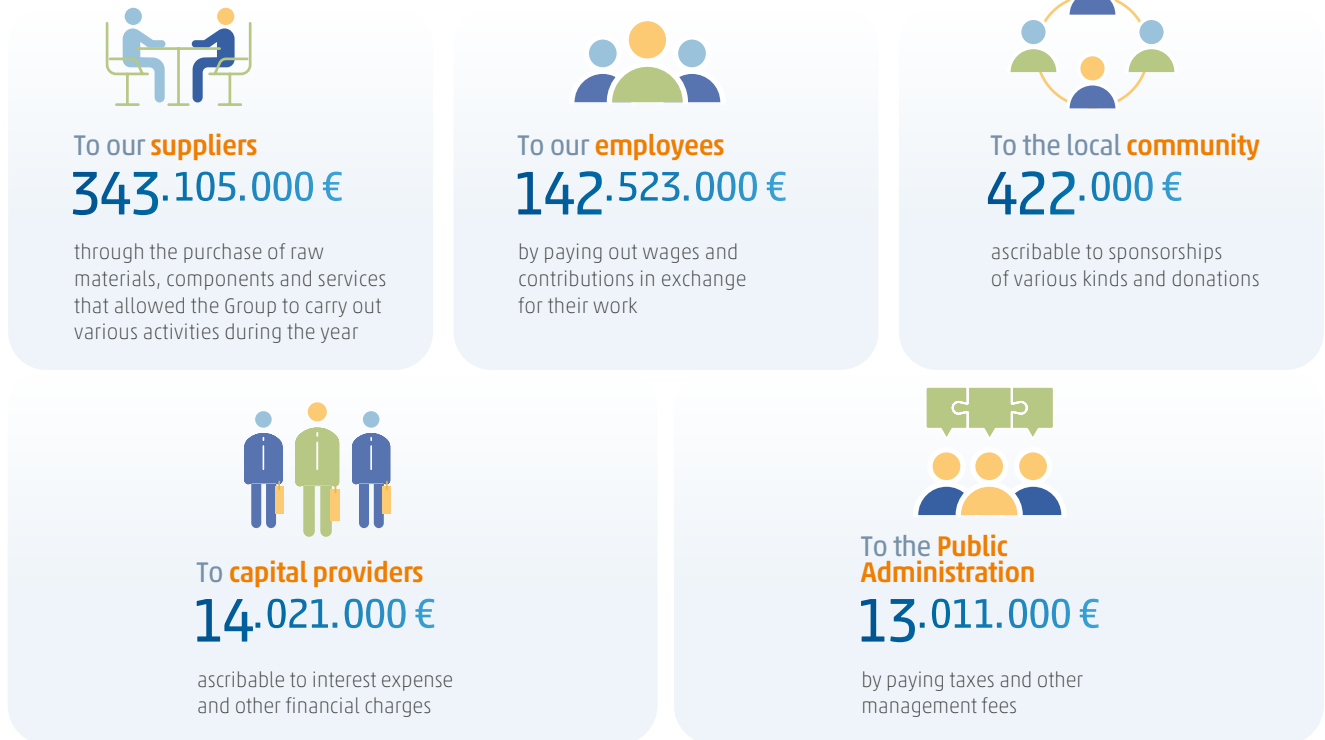 To our suppliers
343.105.000 €
through the purchase of raw
materials, components and services
that allowed the Group to carry out
various activities during the year
To our employees
142.523.000 €
by paying out wages and
contributions in exchange
for their work
To the local community
422.000 €
ascribable to sponsorships
of various kinds and donations
To capital providers
14.021.000 €
ascribable to interest expense
and other financial charges
To the Public
Administration
13.011.000 €
by paying taxes and other
management fees